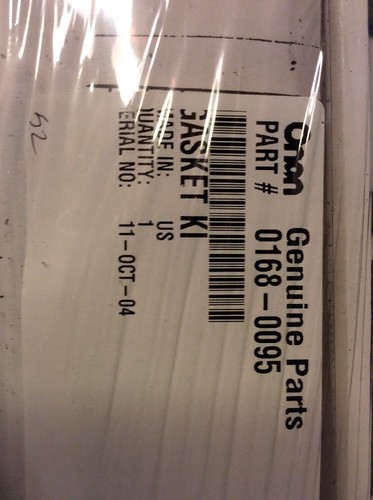 Onan Genuine Parts
PART # 0168-0095
GASKET KI
MADE IN: US
QUANTITY: 1
ERIAL NO: 11-OCT-04
52